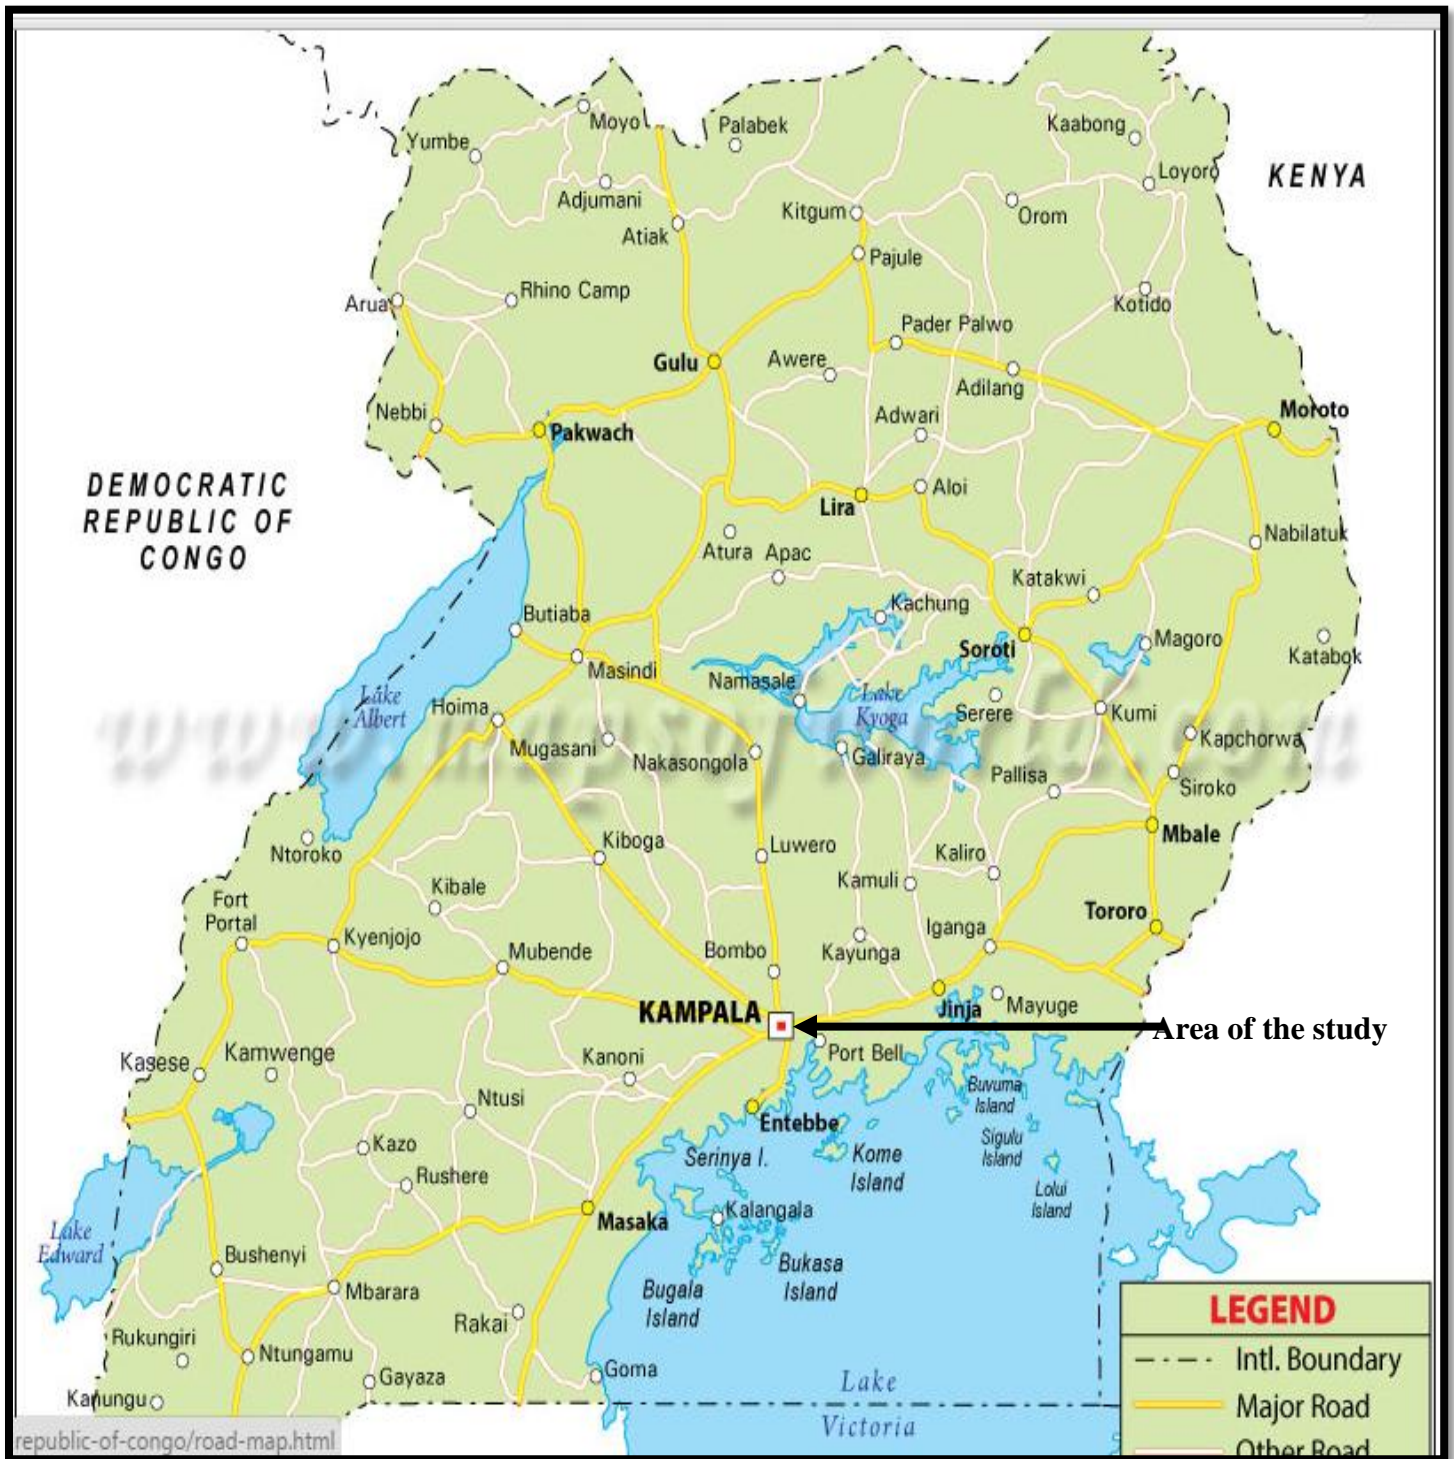 Moyo
Palabek
Kaabong
Yumbe
KENYA
Loyoro
Adjumani
Kitgum
Orom
Atiak
Pajule
Rhino Camp
Arua
Kotido
Pader Palwo
Gulu
Awere
Adilang
Nebbi
Adwari
Moroto
Pakwach
DEMOCRATIC
REPUBLIC OF
CONGO
Aloi
Lira
Nabilatuk
Atura
Apac
Katakwi
Butiaba
Kachung
Soroti
Magoro
Katabok
Masindi
Namasale
Lake
Albert
Hoima
Lake
Kyoga
Serere
Kumi
www.mapsofworld.com
Mugasani
Nakasongola
Galiraya
Kapchorwa
Pallisa
Siroko
Ntoroko
Kiboga
Luwero
Mbale
Kaliro
Kibale
Kamuli
Fort
Portal
Tororo
Kyenjojo
Iganga
Mubende
Bombo
Kayunga
KAMPALA
Jinja
Mayuge
Area of the study
Kasese
Kamwenge
Kanoni
Port Bell
Ntusi
Buvuma
Island
Entebbe
Kazo
Sigulu
Island
Serinya I.
Kome
Island
Rushere
Lolui
Island
Masaka
Kalangala
Lake
Edward
Bushenyi
Bukasa
Island
Mbarara
Bugala
Island
Rakai
LEGEND
Rukungiri
Ntungamu
Intl. Boundary
Gayaza
Goma
Lake
Victoria
Kanungu
Major Road
republic-of-congo/road-map.html
Other Road